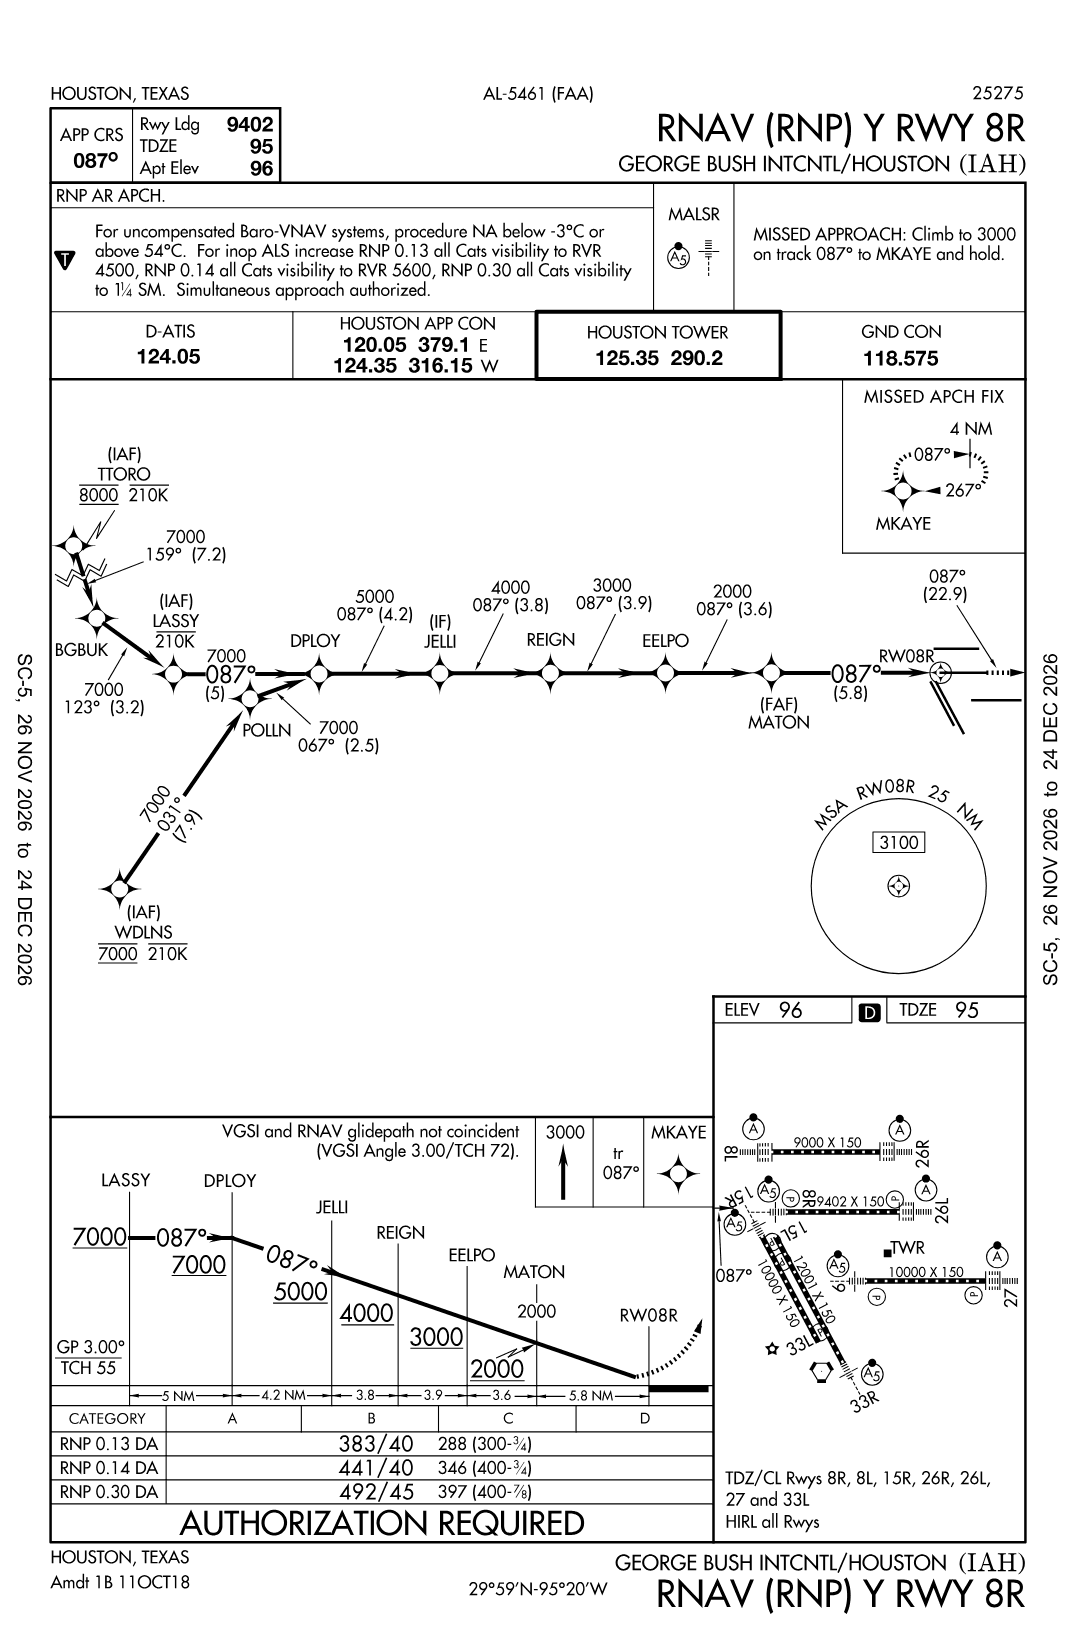 HOUSTON, TEXAS
AL-5461 (FAA)
25275
RNAV (RNP) Y RWY 8R
GEORGE BUSH INTCNTL/HOUSTON (IAH)
APP CRS
087°
Rwy Ldg 9402
TDZE 95
Apt Elev 96
RNP AR APCH.
T
For uncompensated Baro-VNAV systems, procedure NA below -3°C or
above 54°C. For inop ALS increase RNP 0.13 all Cats visibility to RVR
4500, RNP 0.14 all Cats visibility to RVR 5600, RNP 0.30 all Cats visibility
to 1¼ SM. Simultaneous approach authorized.
MALSR
A5
MISSED APPROACH: Climb to 3000
on track 087° to MKAYE and hold.
D-ATIS
124.05
HOUSTON APP CON
120.05 379.1 E
124.35 316.15 W
HOUSTON TOWER
125.35 290.2
GND CON
118.575
MISSED APCH FIX
4 NM
087°
267°
MKAYE
(IAF)
TTORO
8000 210K
7000
159° (7.2)
BGBUK
7000
123° (3.2)
(IAF)
LASSY
210K
7000
087°
(5)
DPLOY
POLLN
7000
067° (2.5)
5000
087° (4.2)
(IF)
JELLI
4000
087° (3.8)
REIGN
3000
087° (3.9)
EELPO
2000
087° (3.6)
(FAF)
MATON
087°
(5.8)
RW08R
087°
(22.9)
7000
031°
(7.9)
(IAF)
WDLNS
7000 210K
MSA RW08R 25 NM
3100
SC-5, 26 NOV 2026 to 24 DEC 2026
SC-5, 26 NOV 2026 to 24 DEC 2026
ELEV 96
D
TDZE 95
A
A
8L
9000 X 150
26R
15R
A5
P
8R
9402 X 150
P
A
26L
A5
15L
087°
TWR
A5
9
10000 X 150
A
27
P
P
P
10000 X 150
12001 X 150
33L
A5
33R
TDZ/CL Rwys 8R, 8L, 15R, 26R, 26L,
27 and 33L
HIRL all Rwys
VGSI and RNAV glidepath not coincident
(VGSI Angle 3.00/TCH 72).
3000
tr
087°
MKAYE
LASSY
DPLOY
JELLI
REIGN
EELPO
MATON
2000
RW08R
7000
087°
7000
087°
5000
4000
3000
2000
GP 3.00°
TCH 55
5 NM
4.2 NM
3.8
3.9
3.6
5.8 NM
CATEGORY A B C D
RNP 0.13 DA 383/40 288 (300-¾)
RNP 0.14 DA 441/40 346 (400-¾)
RNP 0.30 DA 492/45 397 (400-⅞)
AUTHORIZATION REQUIRED
HOUSTON, TEXAS
Amdt 1B 11OCT18
29°59'N-95°20'W
GEORGE BUSH INTCNTL/HOUSTON (IAH)
RNAV (RNP) Y RWY 8R